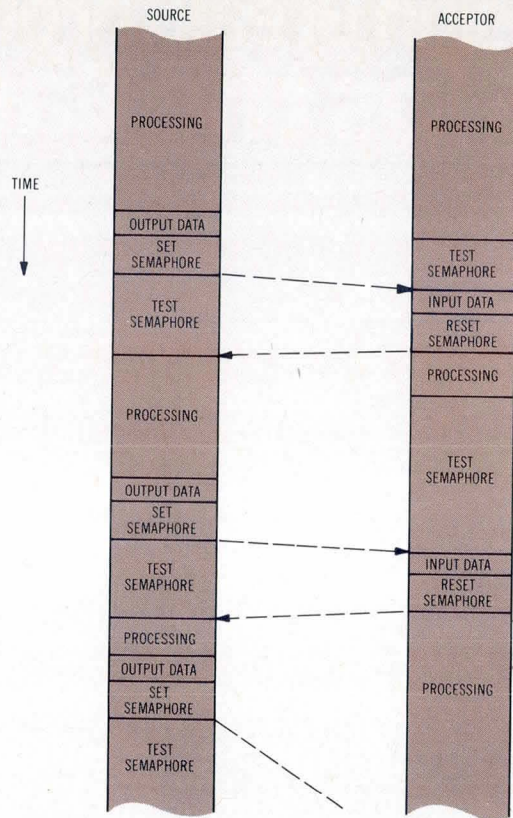 SOURCE
PROCESSING
OUTPUT DATA
SET
SEMAPHORE
TEST
SEMAPHORE
PROCESSING
OUTPUT DATA
SET
SEMAPHORE
TEST
SEMAPHORE
PROCESSING
OUTPUT DATA
SET
SEMAPHORE
TEST
SEMAPHORE
TIME
ACCEPTOR
PROCESSING
TEST
SEMAPHORE
INPUT DATA
RESET
SEMAPHORE
PROCESSING
TEST
SEMAPHORE
INPUT DATA
RESET
SEMAPHORE
PROCESSING